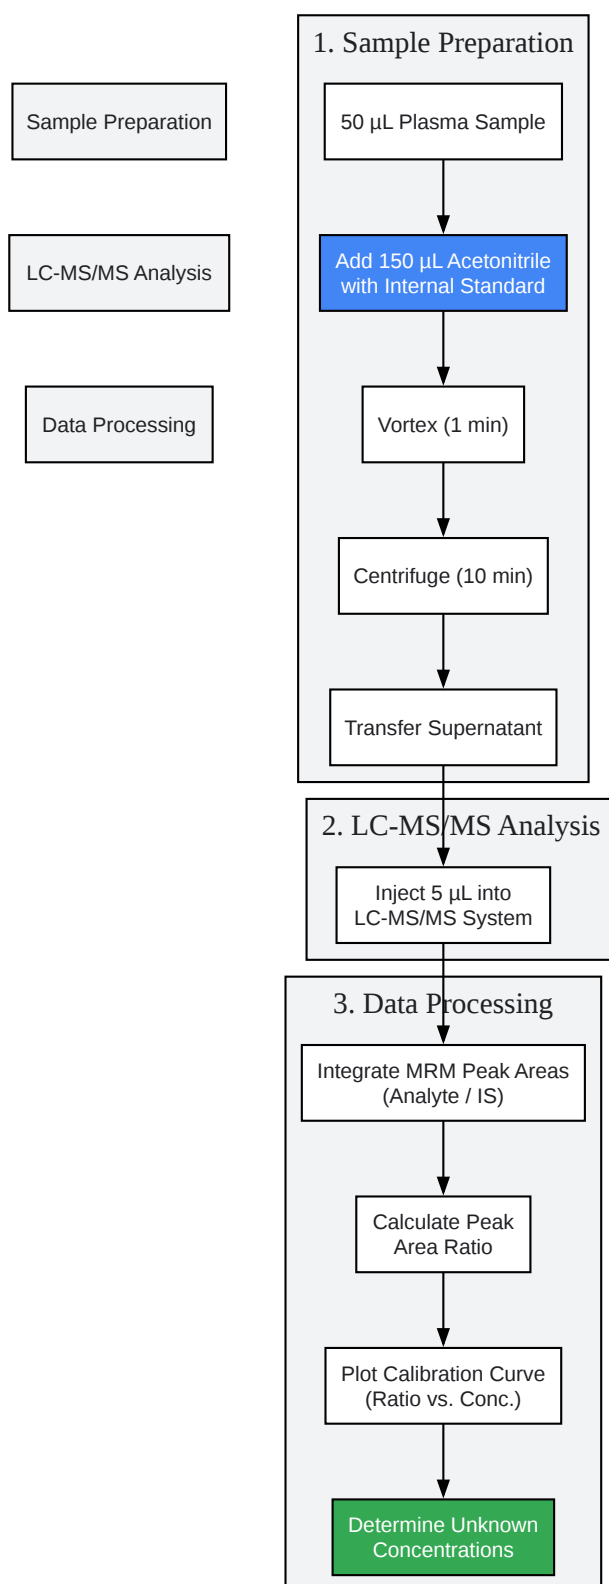 Sample Preparation
LC-MS/MS Analysis
Data Processing
1. Sample Preparation
50 µL Plasma Sample
Add 150 µL Acetonitrile
with Internal Standard
Vortex (1 min)
Centrifuge (10 min)
Transfer Supernatant
2. LC-MS/MS Analysis
Inject 5 µL into
LC-MS/MS System
3. Data Processing
Integrate MRM Peak Areas
(Analyte / IS)
Calculate Peak
Area Ratio
Plot Calibration Curve
(Ratio vs. Conc.)
Determine Unknown
Concentrations